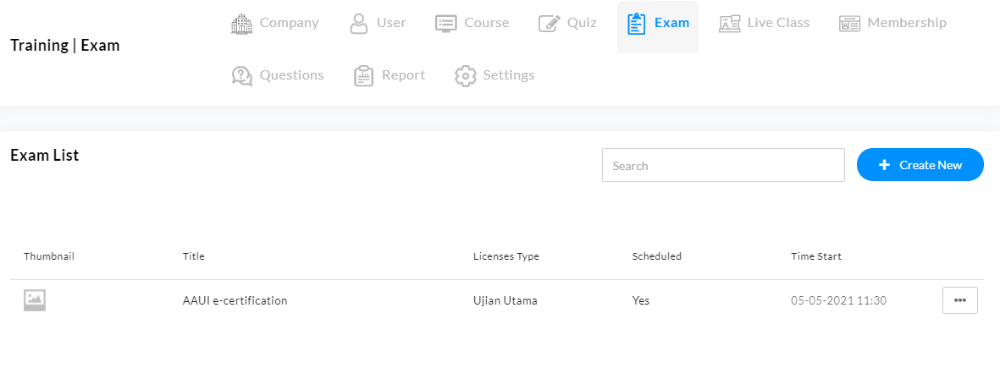 Training | Exam
Company User Course Quiz Exam Live Class Membership
Questions Report Settings
Exam List
Search
Create New
Thumbnail Title Licenses Type Scheduled Time Start
AAUI e-certification Ujian Utama Yes 05-05-2021 11:30